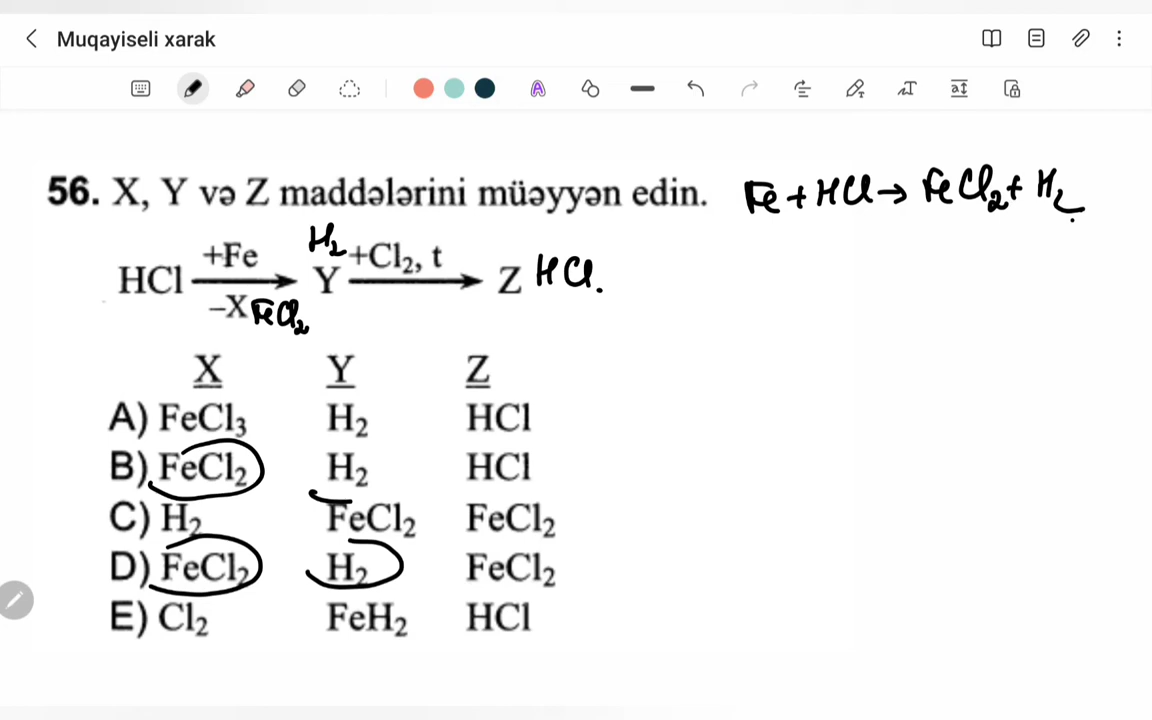 Muqayiseli xarak
56. X, Y və Z maddələrini müəyyən edin. Fe + HCl → FeCl₂ + H₂
H₂
+Fe +Cl₂, t
HCl → Y → Z HCl.
–X FeCl₂
X Y Z
A) FeCl₃ H₂ HCl
B) FeCl₂ H₂ HCl
C) H₂ FeCl₂ FeCl₂
D) FeCl₂ H₂ FeCl₂
E) Cl₂ FeH₂ HCl